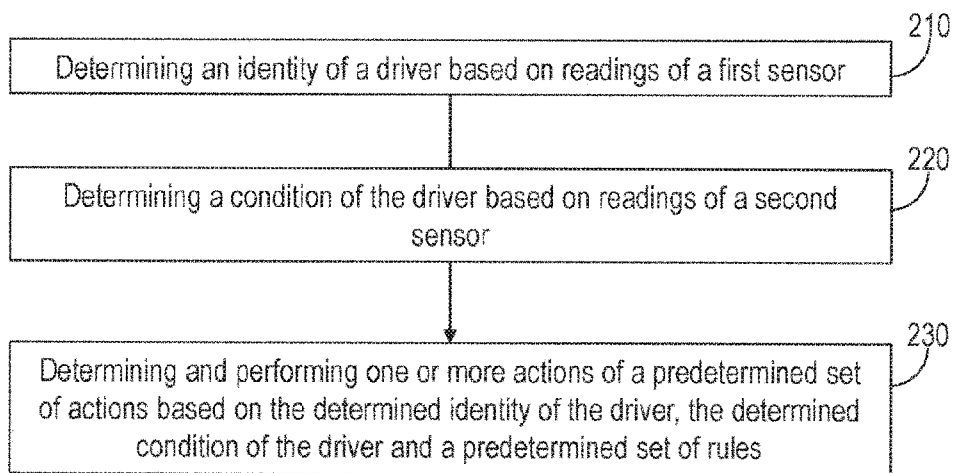 210
Determining an identity of a driver based on readings of a first sensor
220
Determining a condition of the driver based on readings of a second
sensor
230
Determining and performing one or more actions of a predetermined set
of actions based on the determined identity of the driver, the determined
condition of the driver and a predetermined set of rules